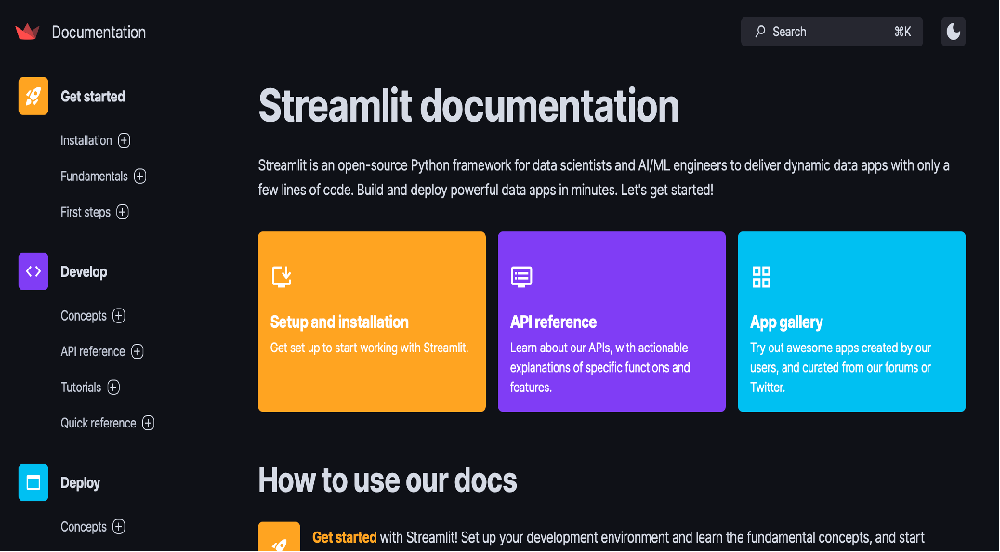 Documentation
Search ⌘K
Get started
Installation
Fundamentals
First steps
Develop
Concepts
API reference
Tutorials
Quick reference
Deploy
Concepts
Streamlit documentation
Streamlit is an open-source Python framework for data scientists and AI/ML engineers to deliver dynamic data apps with only a
few lines of code. Build and deploy powerful data apps in minutes. Let's get started!
Setup and installation
Get set up to start working with Streamlit.
API reference
Learn about our APIs, with actionable
explanations of specific functions and
features.
App gallery
Try out awesome apps created by our
users, and curated from our forums or
Twitter.
How to use our docs
Get started with Streamlit! Set up your development environment and learn the fundamental concepts, and start